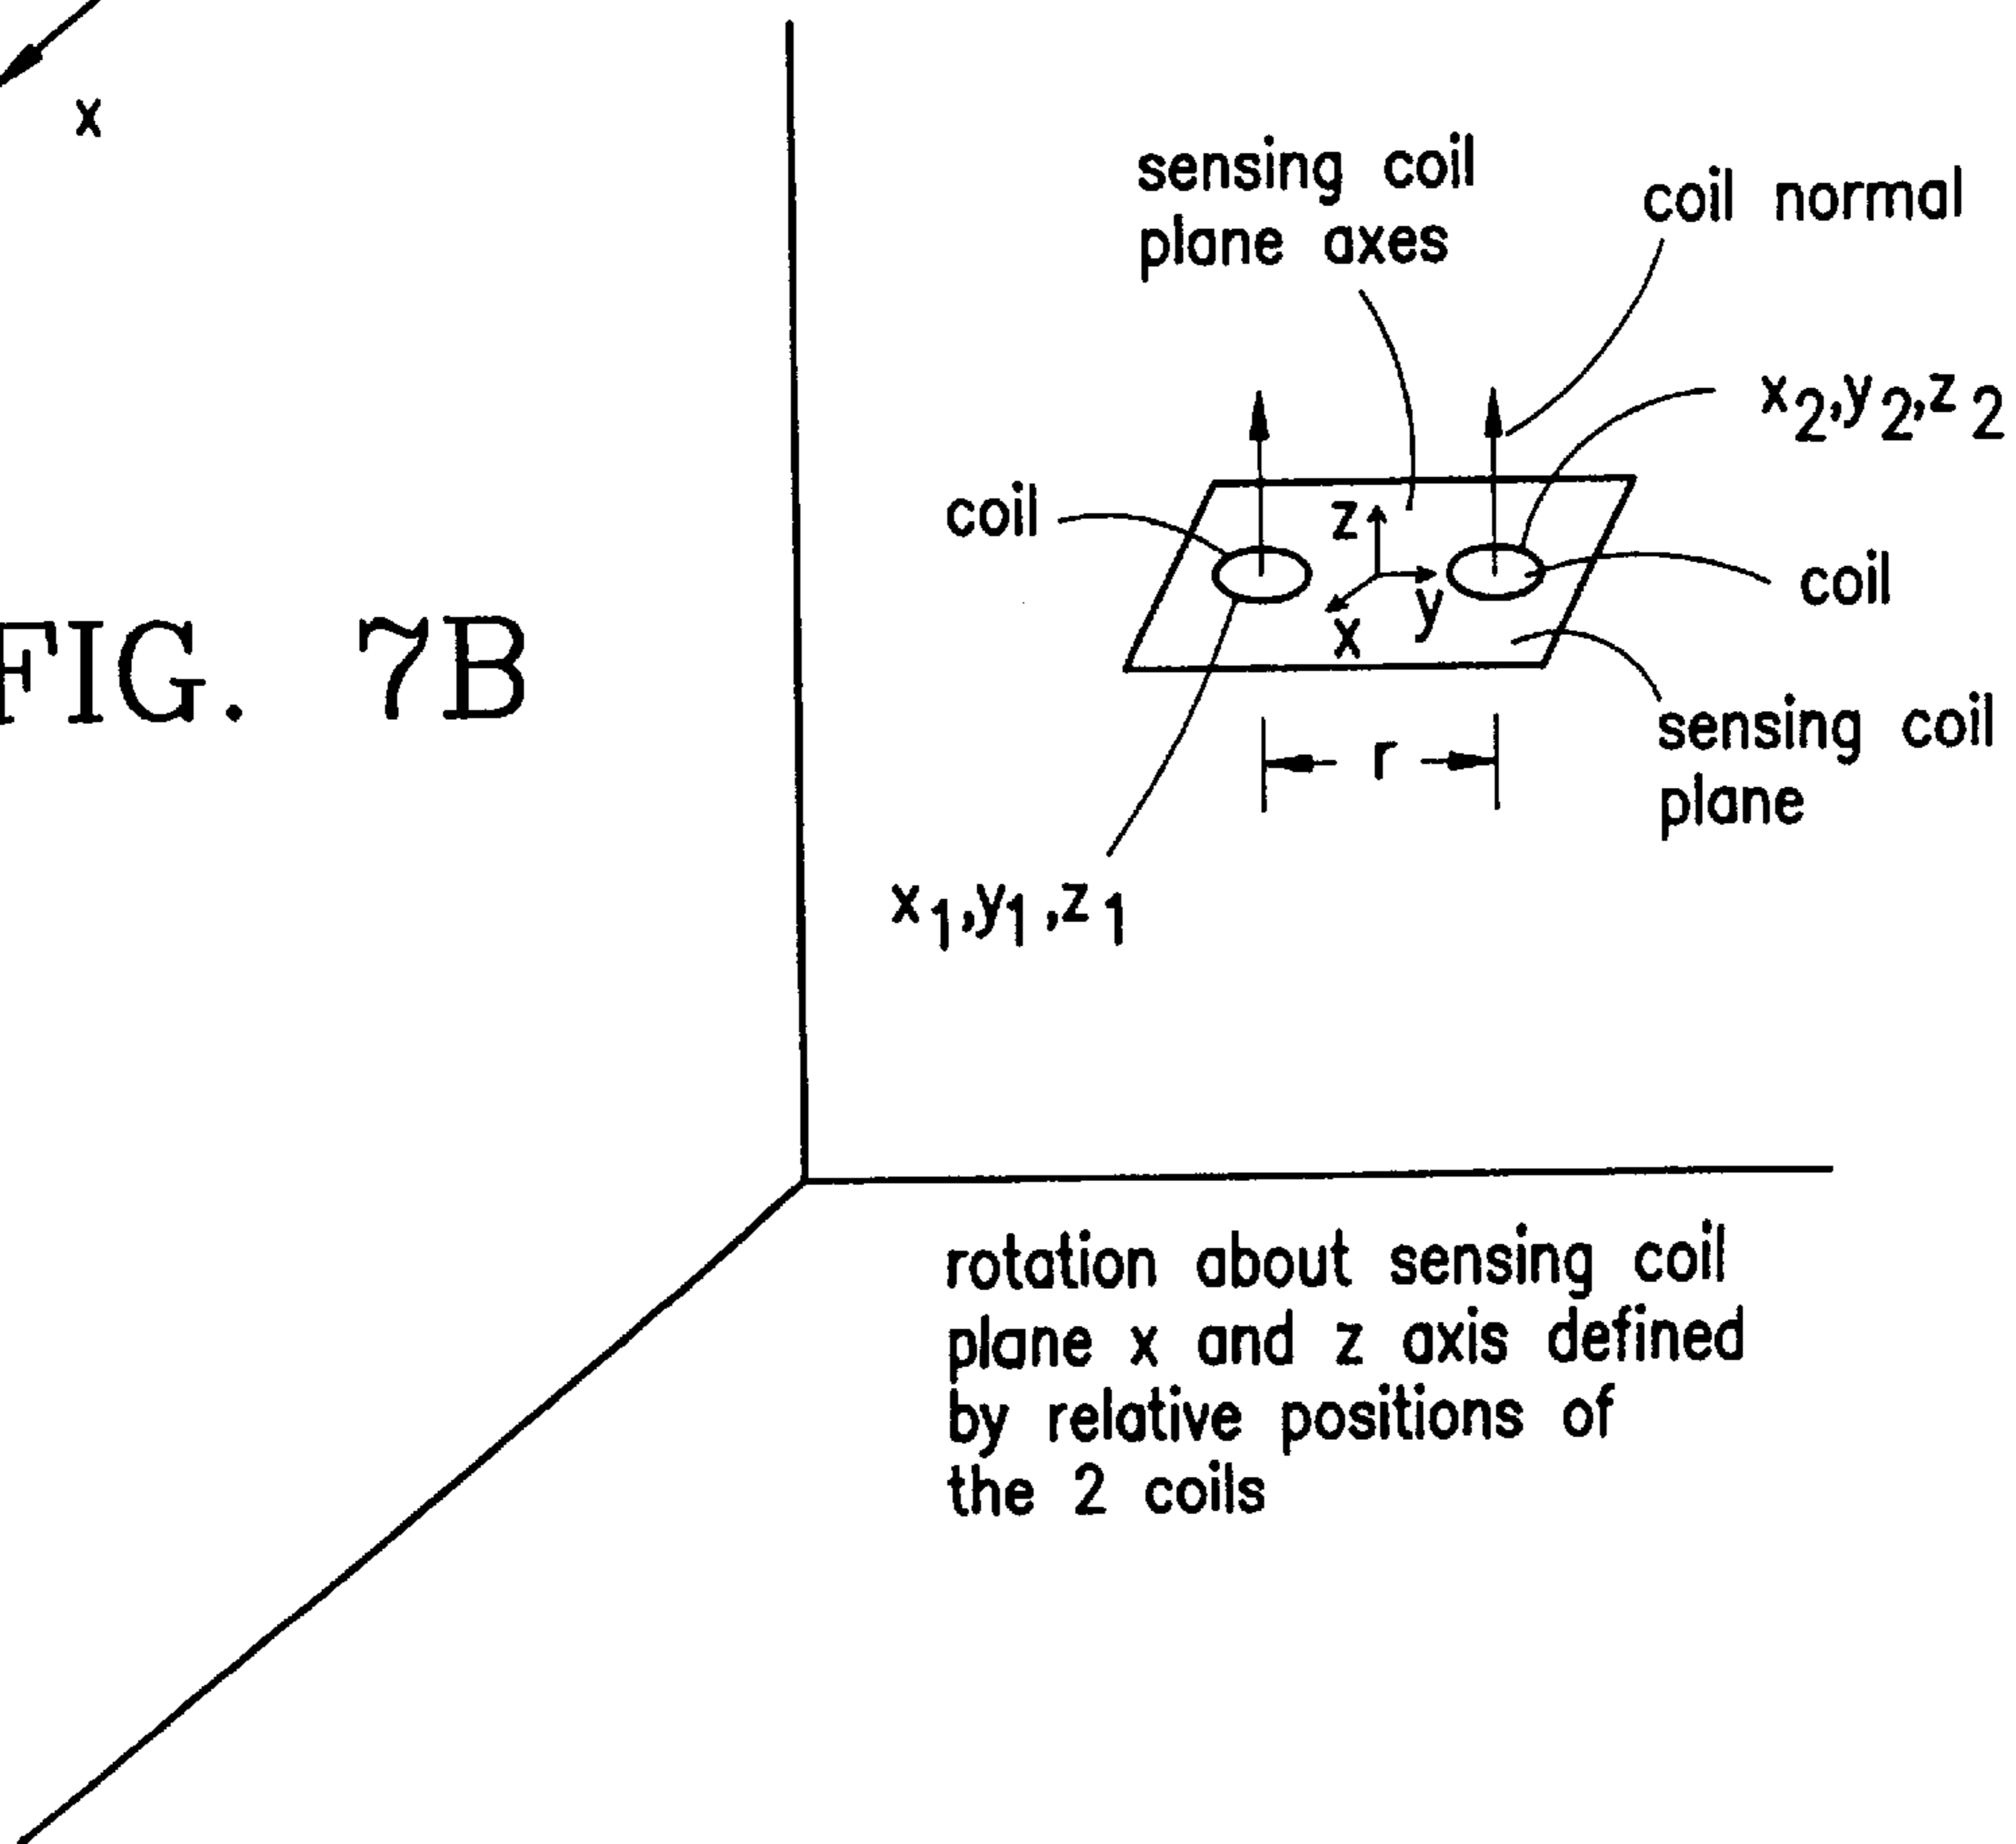 x
sensing coil
plane axes
coil normal
x2,y2,z2
coil
z
y
x
coil
FIG. 7B
sensing coil
plane
r
x1,y1,z1
rotation about sensing coil
plane x and z axis defined
by relative positions of
the 2 coils